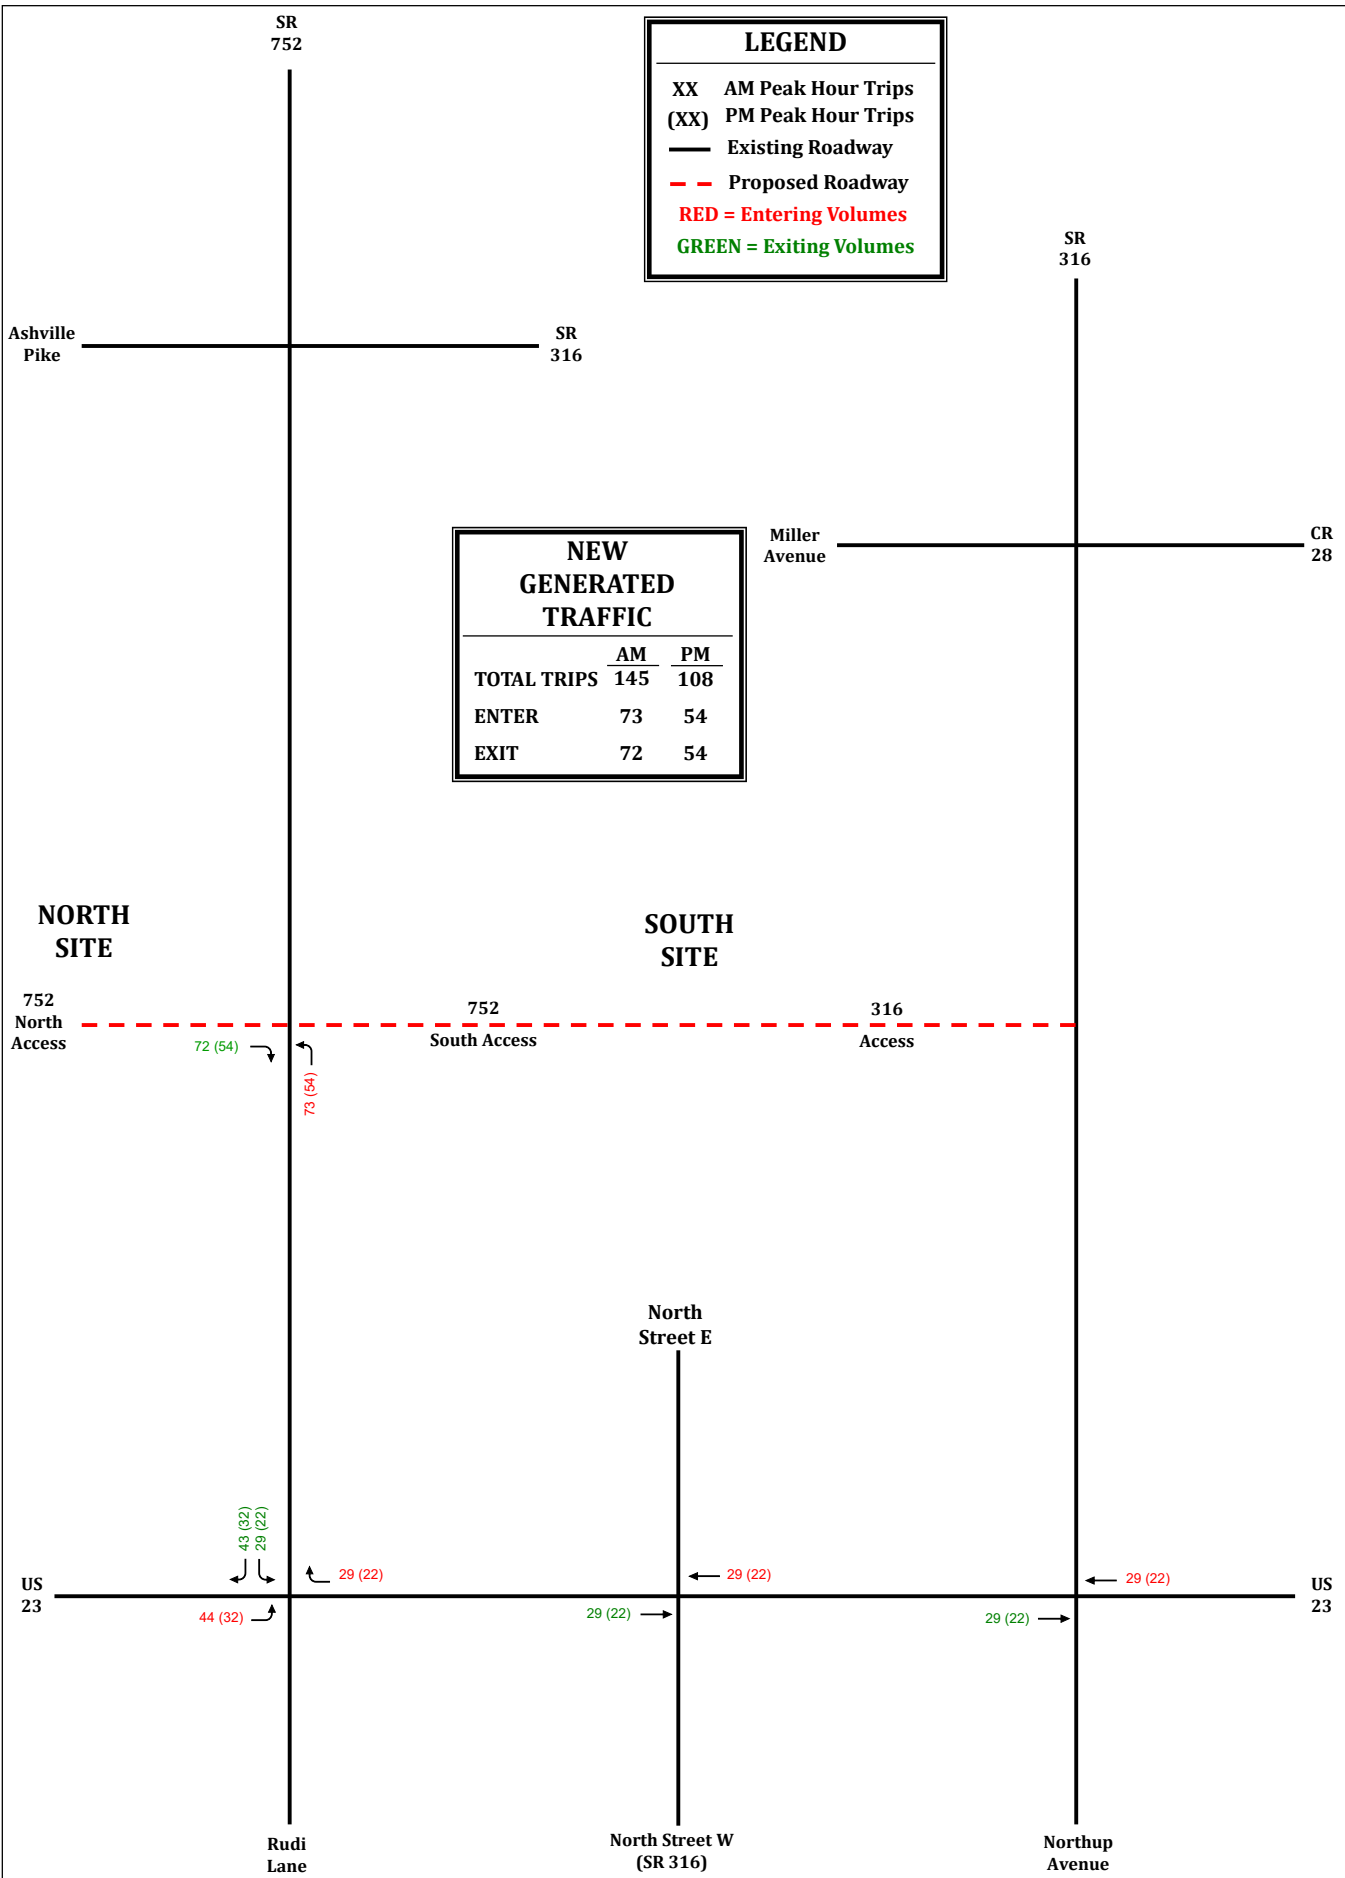 SR
752
LEGEND
XX AM Peak Hour Trips
(XX) PM Peak Hour Trips
Existing Roadway
Proposed Roadway
RED = Entering Volumes
GREEN = Exiting Volumes
SR
316
Ashville
Pike
SR
316
Miller
Avenue
CR
28
NEW
GENERATED
TRAFFIC
AM PM
TOTAL TRIPS 145 108
ENTER 73 54
EXIT 72 54
NORTH
SITE
SOUTH
SITE
752
North
Access
752
South Access
316
Access
72 (54)
73 (54)
North
Street E
43 (32)
29 (22)
29 (22)
29 (22)
29 (22)
US
23
US
23
44 (32)
29 (22)
29 (22)
Rudi
Lane
North Street W
(SR 316)
Northup
Avenue